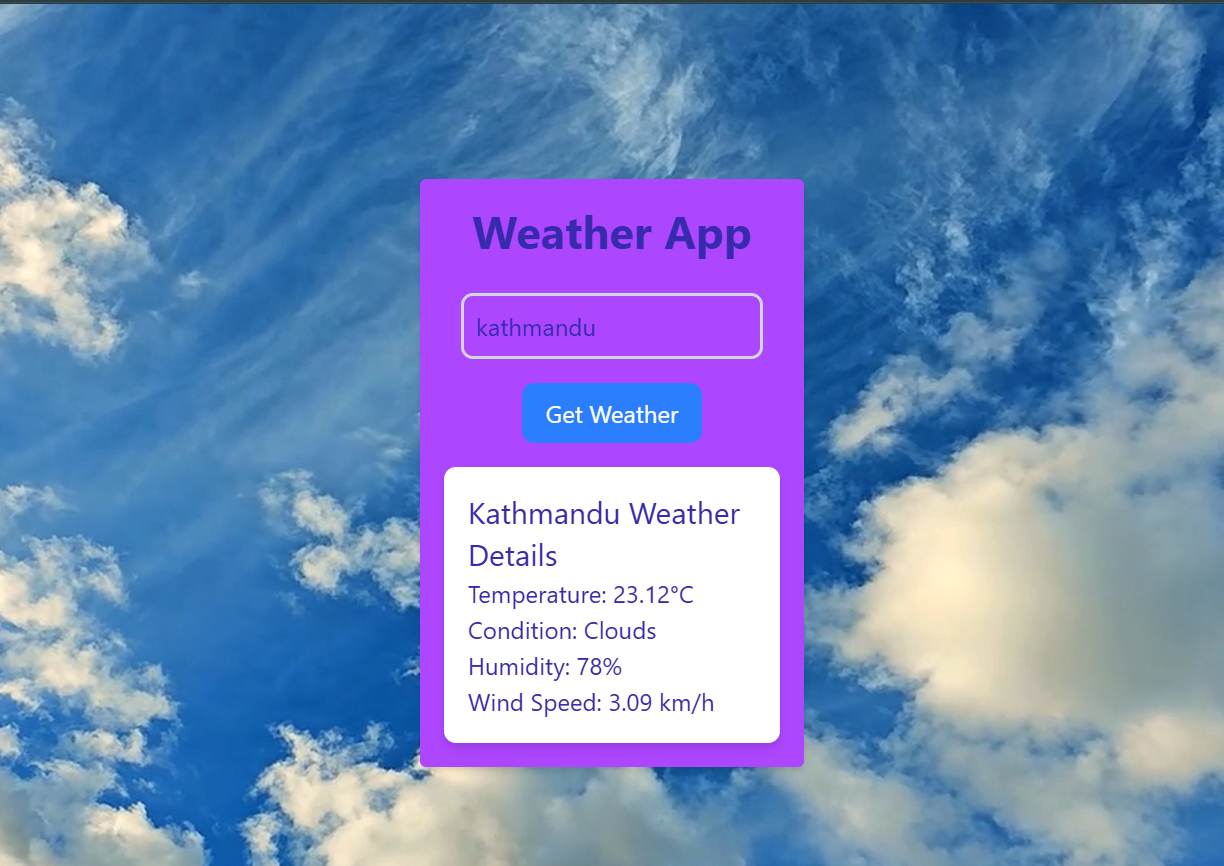 Weather App
kathmandu
Get Weather
Kathmandu Weather
Details
Temperature: 23.12°C
Condition: Clouds
Humidity: 78%
Wind Speed: 3.09 km/h